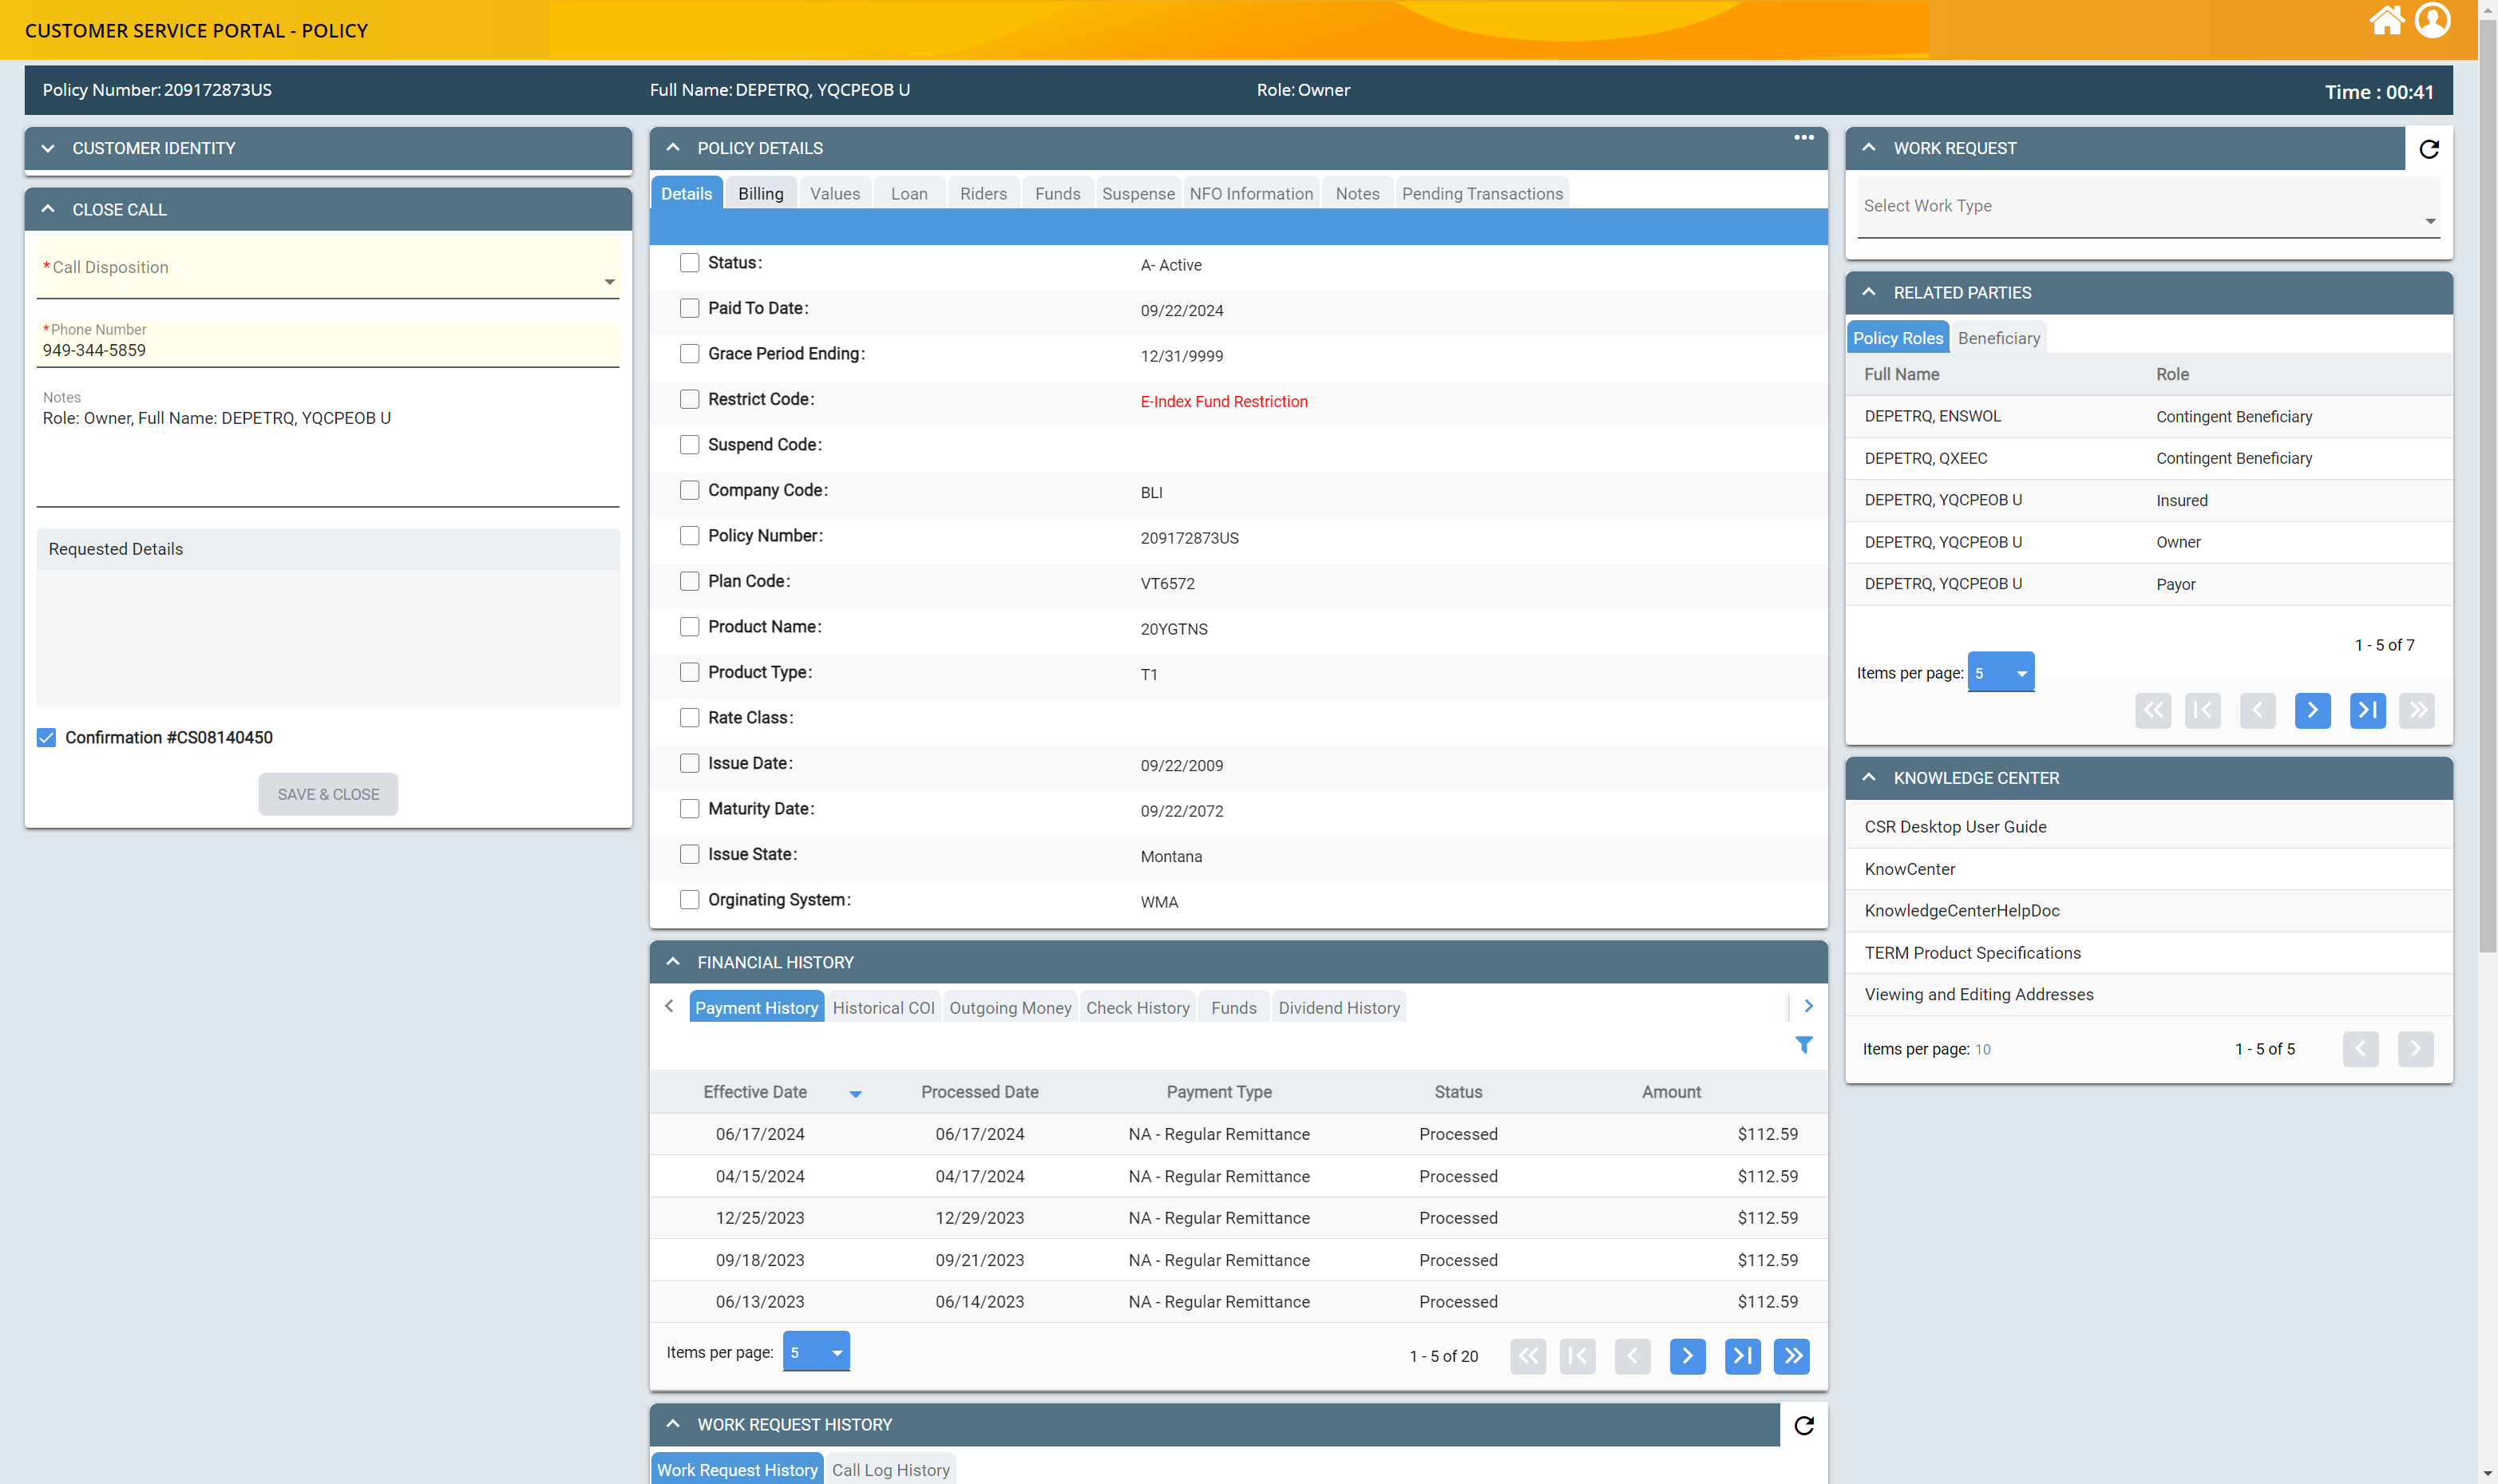 CUSTOMER SERVICE PORTAL - POLICY
Policy Number: 209172873US
Full Name: DEPETRQ, YQCPEOB U
Role: Owner
Time : 00:41
CUSTOMER IDENTITY
CLOSE CALL
* Call Disposition
* Phone Number
949-344-5859
Notes
Role: Owner, Full Name: DEPETRQ, YQCPEOB U
Requested Details
Confirmation #CS08140450
SAVE & CLOSE
POLICY DETAILS
Details Billing Values Loan Riders Funds Suspense NFO Information Notes Pending Transactions
Status: A- Active
Paid To Date: 09/22/2024
Grace Period Ending: 12/31/9999
Restrict Code: E-Index Fund Restriction
Suspend Code:
Company Code: BLI
Policy Number: 209172873US
Plan Code: VT6572
Product Name: 20YGTNS
Product Type: T1
Rate Class:
Issue Date: 09/22/2009
Maturity Date: 09/22/2072
Issue State: Montana
Orginating System: WMA
FINANCIAL HISTORY
Payment History Historical COI Outgoing Money Check History Funds Dividend History
Effective Date Processed Date Payment Type Status Amount
06/17/2024 06/17/2024 NA - Regular Remittance Processed $112.59
04/15/2024 04/17/2024 NA - Regular Remittance Processed $112.59
12/25/2023 12/29/2023 NA - Regular Remittance Processed $112.59
09/18/2023 09/21/2023 NA - Regular Remittance Processed $112.59
06/13/2023 06/14/2023 NA - Regular Remittance Processed $112.59
Items per page: 5 1 - 5 of 20
WORK REQUEST HISTORY
Work Request History Call Log History
WORK REQUEST
Select Work Type
RELATED PARTIES
Policy Roles Beneficiary
Full Name Role
DEPETRQ, ENSWOL Contingent Beneficiary
DEPETRQ, QXEEC Contingent Beneficiary
DEPETRQ, YQCPEOB U Insured
DEPETRQ, YQCPEOB U Owner
DEPETRQ, YQCPEOB U Payor
1 - 5 of 7
Items per page: 5
KNOWLEDGE CENTER
CSR Desktop User Guide
KnowCenter
KnowledgeCenterHelpDoc
TERM Product Specifications
Viewing and Editing Addresses
Items per page: 10 1 - 5 of 5